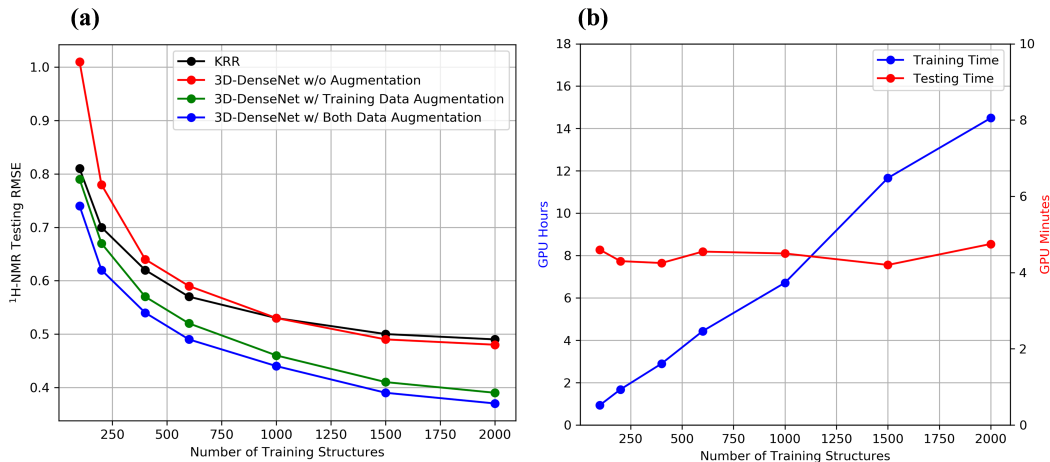 (a)
1.0
0.9
0.8
0.7
0.6
0.5
0.4
¹H-NMR Testing RMSE
KRR
3D-DenseNet w/o Augmentation
3D-DenseNet w/ Training Data Augmentation
3D-DenseNet w/ Both Data Augmentation
250 500 750 1000 1250 1500 1750 2000
Number of Training Structures
(b)
18
16
14
12
10
8
6
4
2
0
GPU Hours
Training Time
Testing Time
10
8
6
4
2
0
GPU Minutes
250 500 750 1000 1250 1500 1750 2000
Number of Training Structures